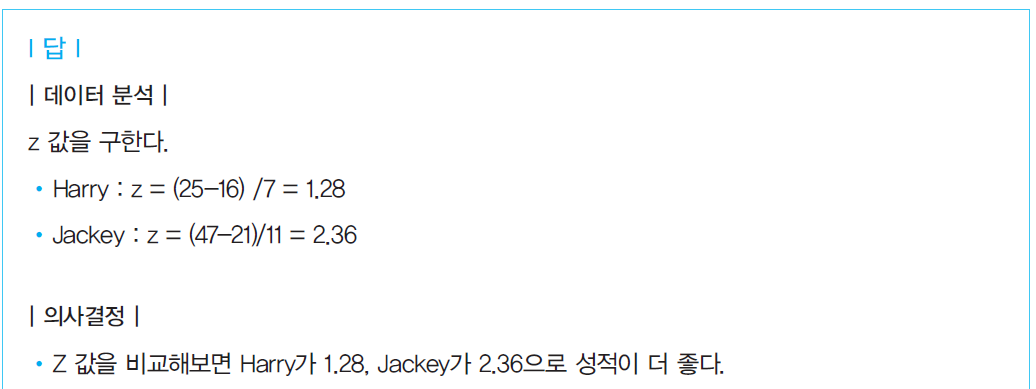 | 답 |
| 데이터 분석 |
z 값을 구한다.
• Harry : z = (25-16) /7 = 1.28
• Jackey : z = (47-21)/11 = 2.36
| 의사결정 |
• Z 값을 비교해보면 Harry가 1.28, Jackey가 2.36으로 성적이 더 좋다.